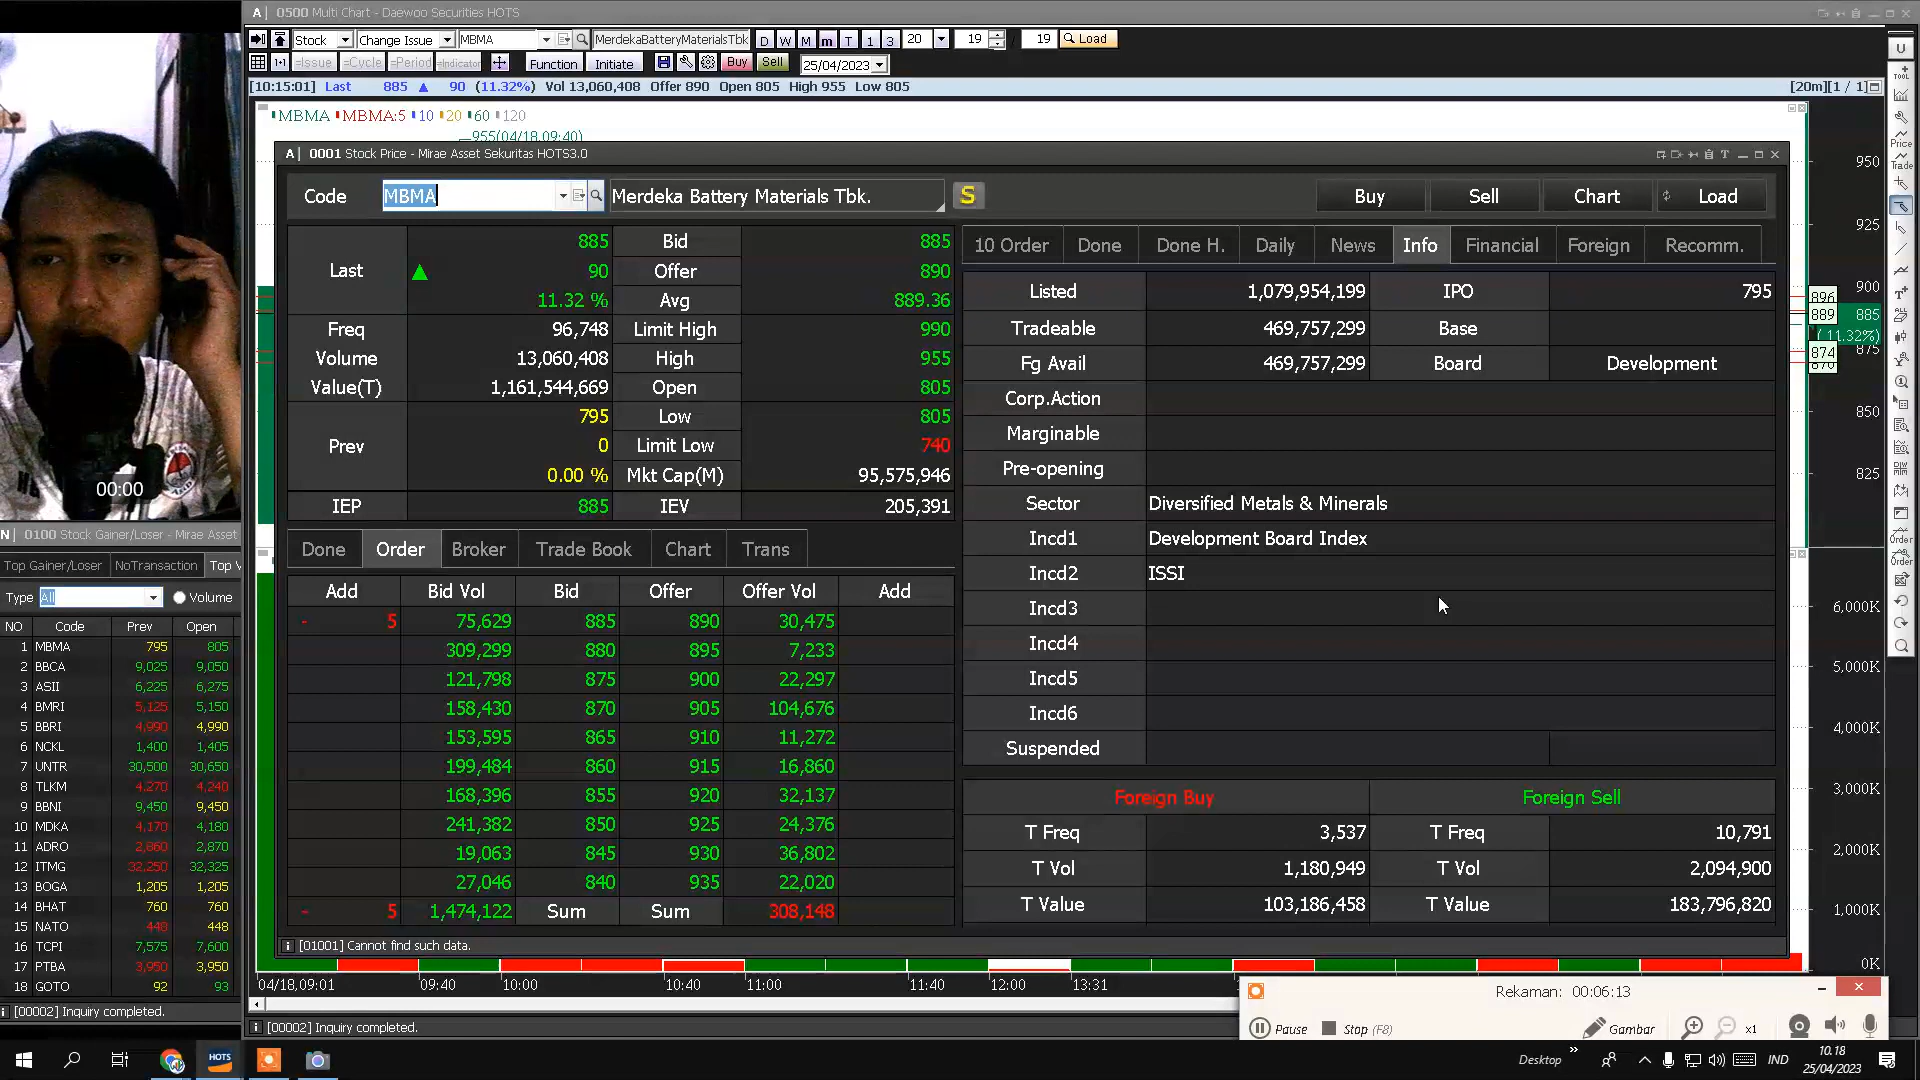 0500 Multi Chart - Daewoo Securities HOTS
Stock Change Issue MBMA MerdekaBatteryMaterialsTbk D W M m T 1 3 20 19 / 19 Load
=Issue =Cycle =Period =Indicator Function Initiate Buy Sell 25/04/2023
[10:15:01] Last 885 ▲ 90 (11.32%) Vol 13,060,408 Offer 890 Open 805 High 955 Low 805 [20m][1 / 1]
MBMA MBMA:5 10 20 60 120
955(04/18,09:40)
0001 Stock Price - Mirae Asset Sekuritas HOTS3.0
Code MBMA Merdeka Battery Materials Tbk. S Buy Sell Chart Load
Last ▲ 885 90 11.32 %
Bid 885
Offer 890
Avg 889.36
Freq 96,748 Limit High 990
Volume 13,060,408 High 955
Value(T) 1,161,544,669 Open 805
Prev 795 0 0.00 %
Low 805
Limit Low 740
Mkt Cap(M) 95,575,946
IEP 885 IEV 205,391
Done Order Broker Trade Book Chart Trans
Add Bid Vol Bid Offer Offer Vol Add
- 5 75,629 885 890 30,475
309,299 880 895 7,233
121,798 875 900 22,297
158,430 870 905 104,676
153,595 865 910 11,272
199,484 860 915 16,860
168,396 855 920 32,137
241,382 850 925 24,376
19,063 845 930 36,802
27,046 840 935 22,020
- 5 1,474,122 Sum Sum 308,148
[01001] Cannot find such data.
10 Order Done Done H. Daily News Info Financial Foreign Recomm.
Listed 1,079,954,199 IPO 795
Tradeable 469,757,299 Base
Fg Avail 469,757,299 Board Development
Corp.Action
Marginable
Pre-opening
Sector Diversified Metals & Minerals
Incd1 Development Board Index
Incd2 ISSI
Incd3
Incd4
Incd5
Incd6
Suspended
Foreign Buy Foreign Sell
T Freq 3,537 T Freq 10,791
T Vol 1,180,949 T Vol 2,094,900
T Value 103,186,458 T Value 183,796,820
950
925
900
896
889 885
(11.32%)
875
874
850
825
6,000K
5,000K
4,000K
3,000K
2,000K
1,000K
0K
U
TOOL
Price
Trade
Order
Order
04/18,09:01 09:40 10:00 10:40 11:00 11:40 12:00 13:31
[00002] Inquiry completed.
00:00
0100 Stock Gainer/Loser - Mirae Asset
Top Gainer/Loser NoTransaction Top V
Type All Volume
NO Code Prev Open
1 MBMA 795 805
2 BBCA 9,025 9,050
3 ASII 6,225 6,275
4 BMRI 5,125 5,150
5 BBRI 4,990 4,990
6 NCKL 1,400 1,405
7 UNTR 30,500 30,650
8 TLKM 4,270 4,240
9 BBNI 9,450 9,450
10 MDKA 4,170 4,180
11 ADRO 2,860 2,870
12 ITMG 32,250 32,325
13 BOGA 1,205 1,205
14 BHAT 760 760
15 NATO 448 448
16 TCPI 7,575 7,600
17 PTBA 3,950 3,950
18 GOTO 92 93
[00002] Inquiry completed.
Rekaman: 00:06:13
Pause Stop (F8) Gambar x1
HOTS Desktop IND 10.18
25/04/2023